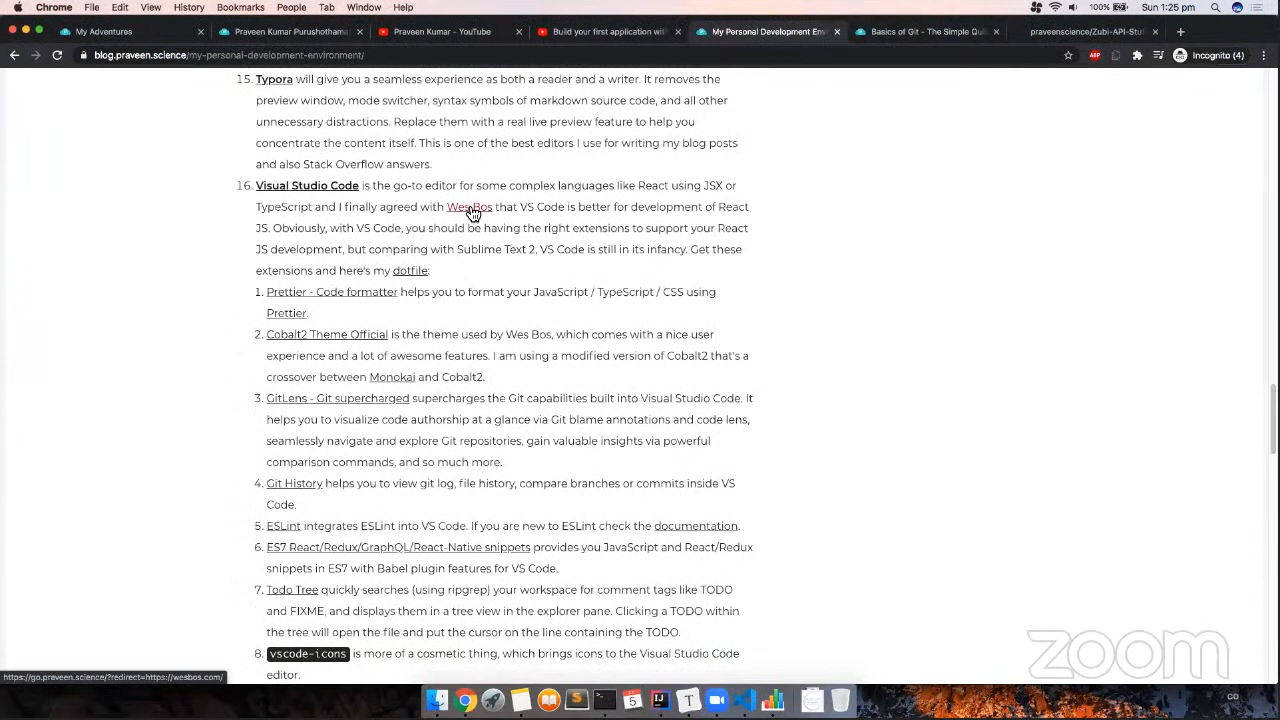 Chrome File Edit View History Bookmarks People Tab Window Help 100% Sun 1:25 pm
My Adventures Praveen Kumar Purushothama Praveen Kumar - YouTube Build your first application with My Personal Development Env Basics of Git - The Simple Qui praveenscience/Zubi-API-Stu
blog.praveen.science/my-personal-development-environment/ ABP Incognito (4)
15. Typora will give you a seamless experience as both a reader and a writer. It removes the
preview window, mode switcher, syntax symbols of markdown source code, and all other
unnecessary distractions. Replace them with a real live preview feature to help you
concentrate the content itself. This is one of the best editors I use for writing my blog posts
and also Stack Overflow answers.
16. Visual Studio Code is the go-to editor for some complex languages like React using JSX or
TypeScript and I finally agreed with Wes Bos that VS Code is better for development of React
JS. Obviously, with VS Code, you should be having the right extensions to support your React
JS development, but comparing with Sublime Text 2, VS Code is still in its infancy. Get these
extensions and here's my dotfile:
1. Prettier - Code formatter helps you to format your JavaScript / TypeScript / CSS using
Prettier.
2. Cobalt2 Theme Official is the theme used by Wes Bos, which comes with a nice user
experience and a lot of awesome features. I am using a modified version of Cobalt2 that's a
crossover between Monokai and Cobalt2.
3. GitLens - Git supercharged supercharges the Git capabilities built into Visual Studio Code. It
helps you to visualize code authorship at a glance via Git blame annotations and code lens,
seamlessly navigate and explore Git repositories, gain valuable insights via powerful
comparison commands, and so much more.
4. Git History helps you to view git log, file history, compare branches or commits inside VS
Code.
5. ESLint integrates ESLint into VS Code. If you are new to ESLint check the documentation.
6. ES7 React/Redux/GraphQL/React-Native snippets provides you JavaScript and React/Redux
snippets in ES7 with Babel plugin features for VS Code.
7. Todo Tree quickly searches (using ripgrep) your workspace for comment tags like TODO
and FIXME, and displays them in a tree view in the explorer pane. Clicking a TODO within
the tree will open the file and put the cursor on the line containing the TODO.
8. vscode-icons is more of a cosmetic thing, which brings icons to the Visual Studio Code
editor.
zoom
https://go.praveen.science/?redirect=https://wesbos.com/
5 IJ T
CO